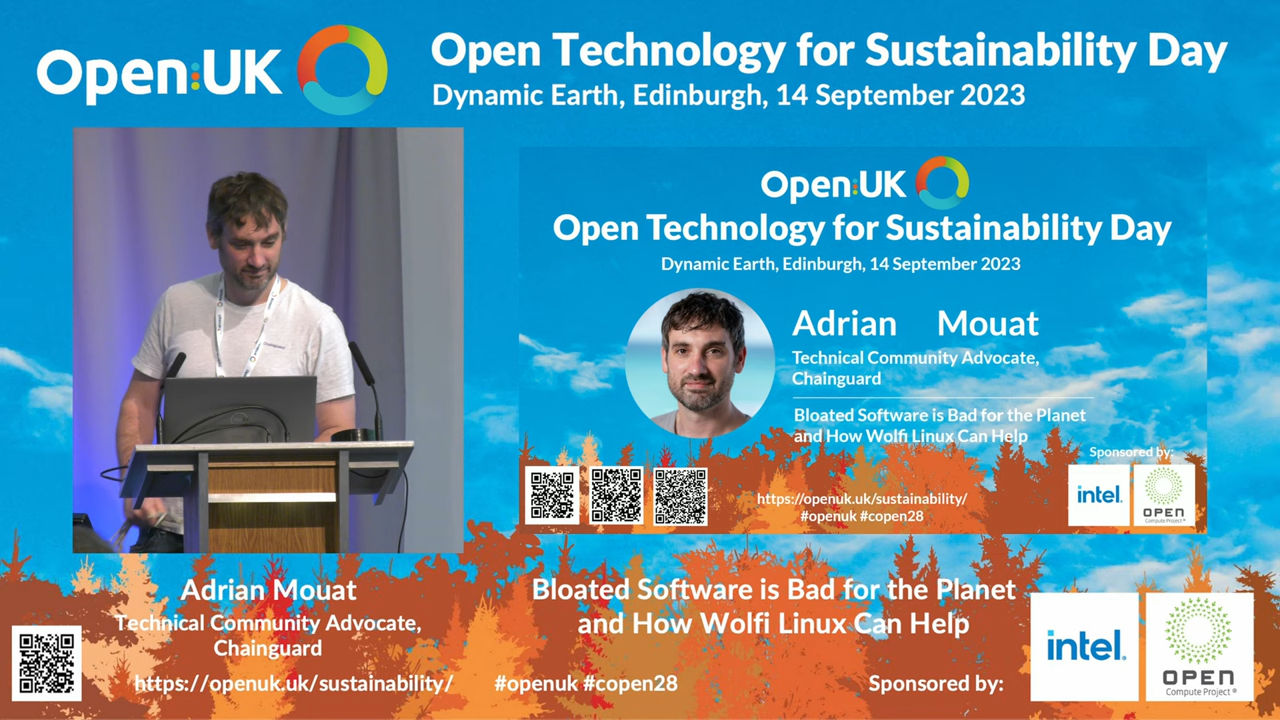 Open:UK
Open Technology for Sustainability Day
Dynamic Earth, Edinburgh, 14 September 2023
Open:UK
Open Technology for Sustainability Day
Dynamic Earth, Edinburgh, 14 September 2023
Adrian Mouat
Technical Community Advocate,
Chainguard
Bloated Software is Bad for the Planet
and How Wolfi Linux Can Help
Sponsored by:
intel.
OPEN
Compute Project®
https://openuk.uk/sustainability/
#openuk #copen28
Adrian Mouat
Technical Community Advocate,
Chainguard
Bloated Software is Bad for the Planet
and How Wolfi Linux Can Help
https://openuk.uk/sustainability/
#openuk #copen28
Sponsored by:
intel.
OPEN
Compute Project®